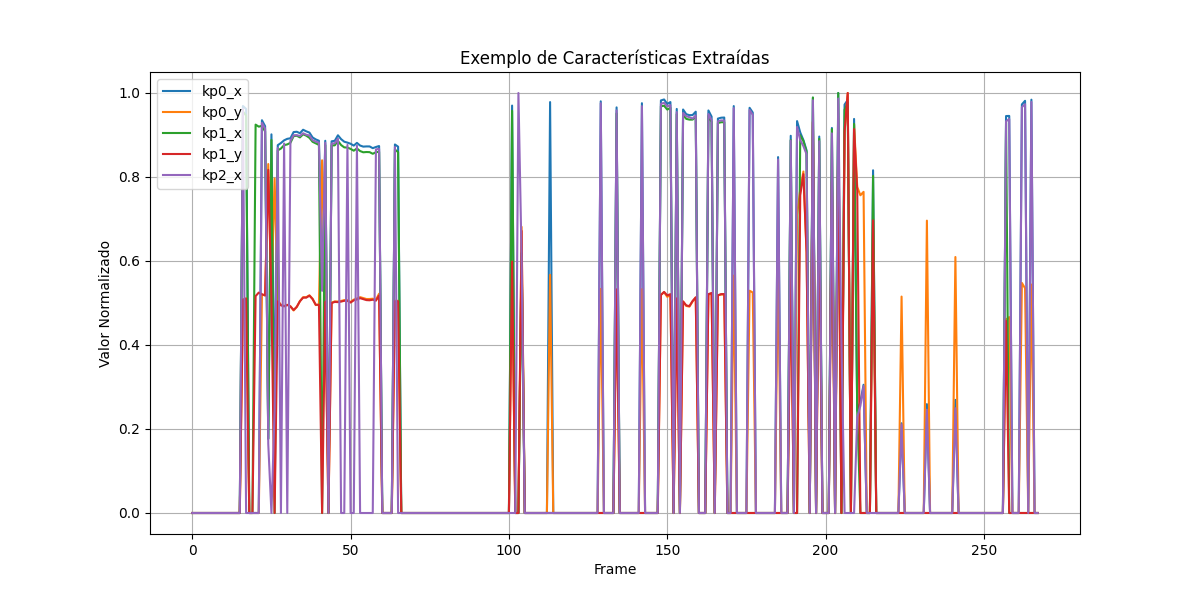 Exemplo de Características Extraídas
1.0
0.8
0.6
0.4
0.2
0.0
Valor Normalizado
kp0_x
kp0_y
kp1_x
kp1_y
kp2_x
0
50
100
150
200
250
Frame